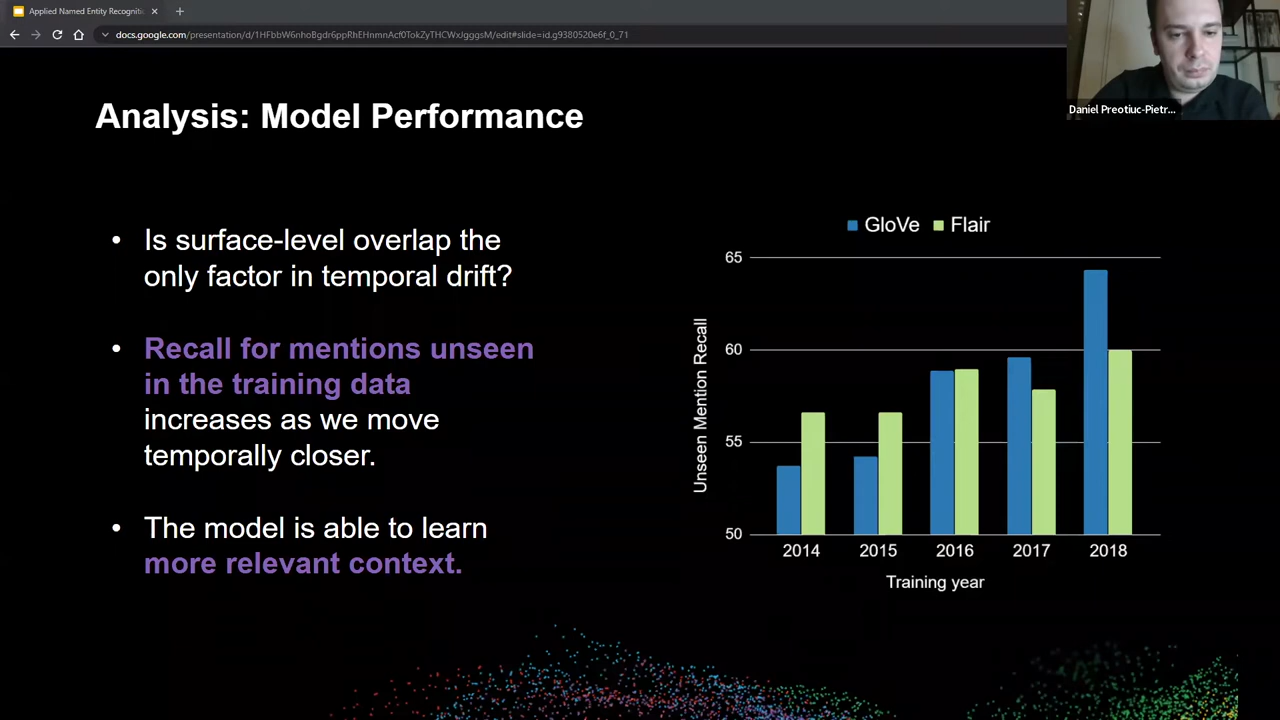 Applied Named Entity Recogniti
docs.google.com/presentation/d/1HFbbW6nhoBgdr6ppRhEHnmnAcf0TokZyTHCWxJgggsM/edit#slide=id.g9380520e6f_0_71
Daniel Preotiuc-Pietr...
Analysis: Model Performance
• Is surface-level overlap the
only factor in temporal drift?
• Recall for mentions unseen
in the training data
increases as we move
temporally closer.
• The model is able to learn
more relevant context.
GloVe Flair
Unseen Mention Recall
65
60
55
50
2014 2015 2016 2017 2018
Training year